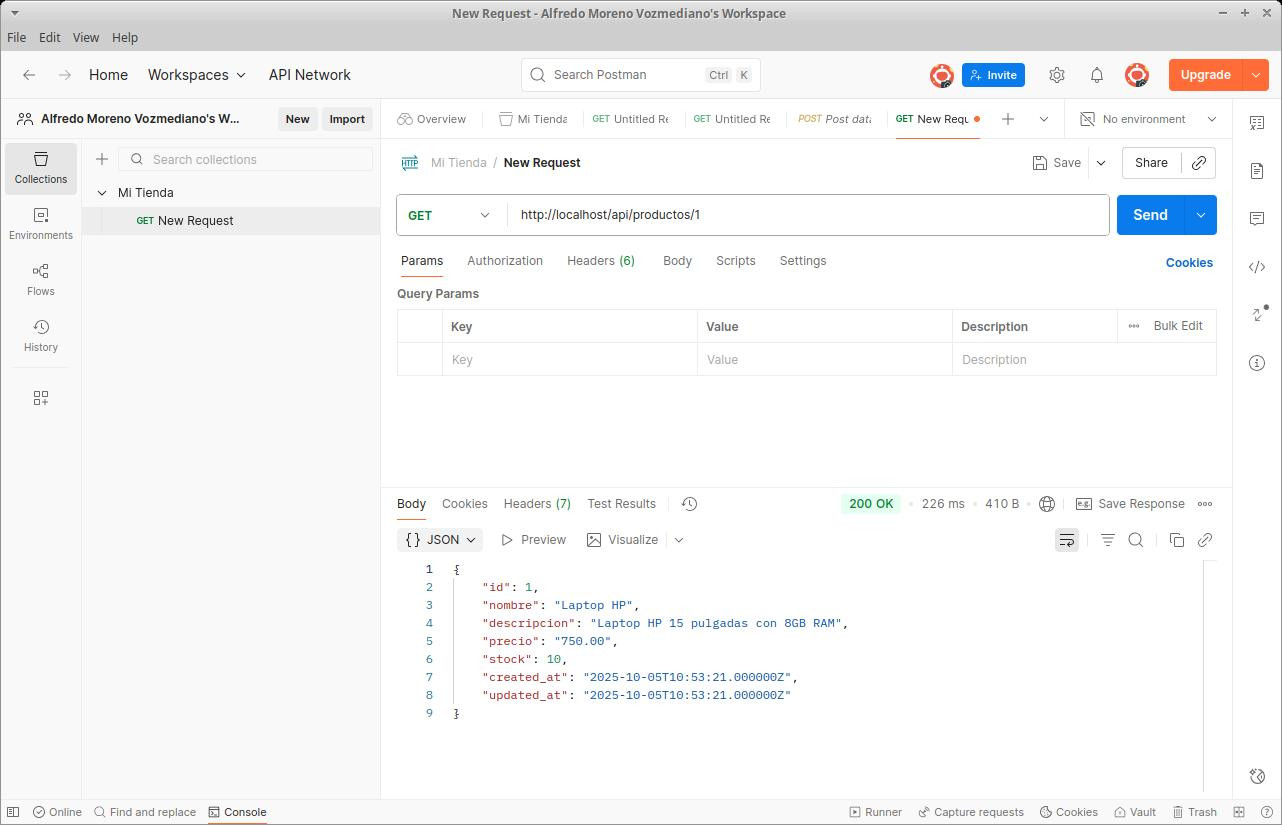 New Request - Alfredo Moreno Vozmediano's Workspace
File Edit View Help
Home Workspaces API Network Search Postman Ctrl K Invite Upgrade
Alfredo Moreno Vozmediano's W... New Import
Overview Mi Tienda GET Untitled Re GET Untitled Re POST Post data GET New Requ No environment
Collections
Environments
Flows
History
Search collections
Mi Tienda
GET New Request
HTTP Mi Tienda / New Request Save Share
GET http://localhost/api/productos/1 Send
Params Authorization Headers (6) Body Scripts Settings Cookies
Query Params
Key Value Description Bulk Edit
Key Value Description
Body Cookies Headers (7) Test Results 200 OK 226 ms 410 B e.g. Save Response
{} JSON Preview Visualize
1 {
2 "id": 1,
3 "nombre": "Laptop HP",
4 "descripcion": "Laptop HP 15 pulgadas con 8GB RAM",
5 "precio": "750.00",
6 "stock": 10,
7 "created_at": "2025-10-05T10:53:21.000000Z",
8 "updated_at": "2025-10-05T10:53:21.000000Z"
9 }
Online Find and replace Console Runner Capture requests Cookies Vault Trash